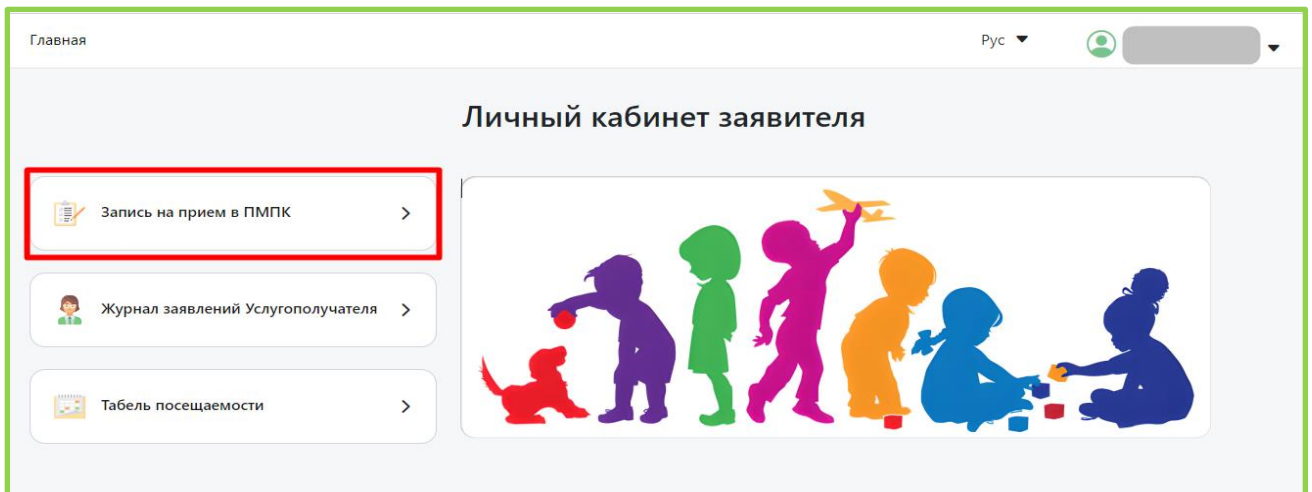 Главная
Рус
Личный кабинет заявителя
Запись на прием в ПМПК
Журнал заявлений Услугополучателя
Табель посещаемости